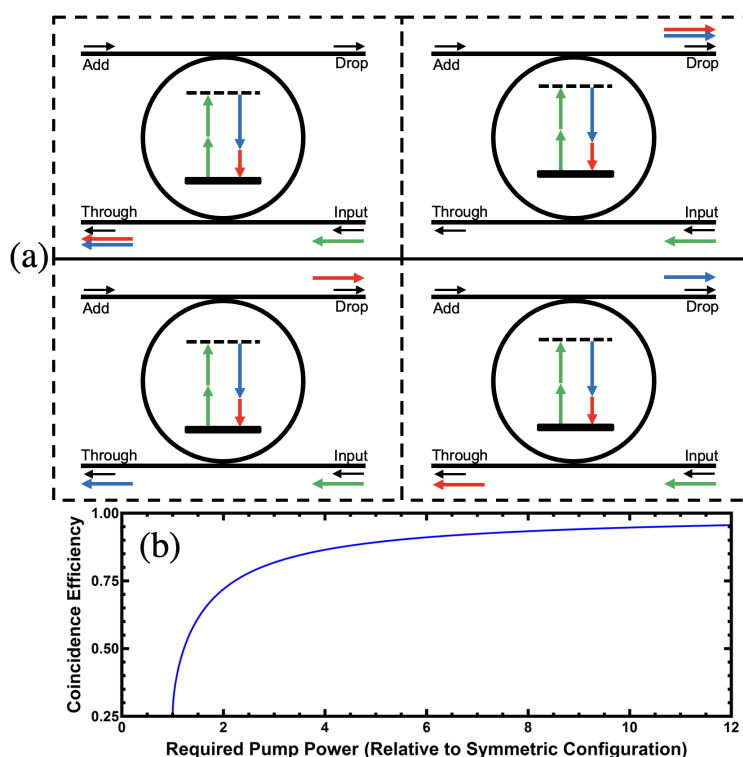 Add Drop Add Drop
Through Input Through Input
(a)
Add Drop Add Drop
Through Input Through Input
(b)
1.00
0.75
0.50
0.25
Coincidence Efficiency
0 2 4 6 8 10 12
Required Pump Power (Relative to Symmetric Configuration)